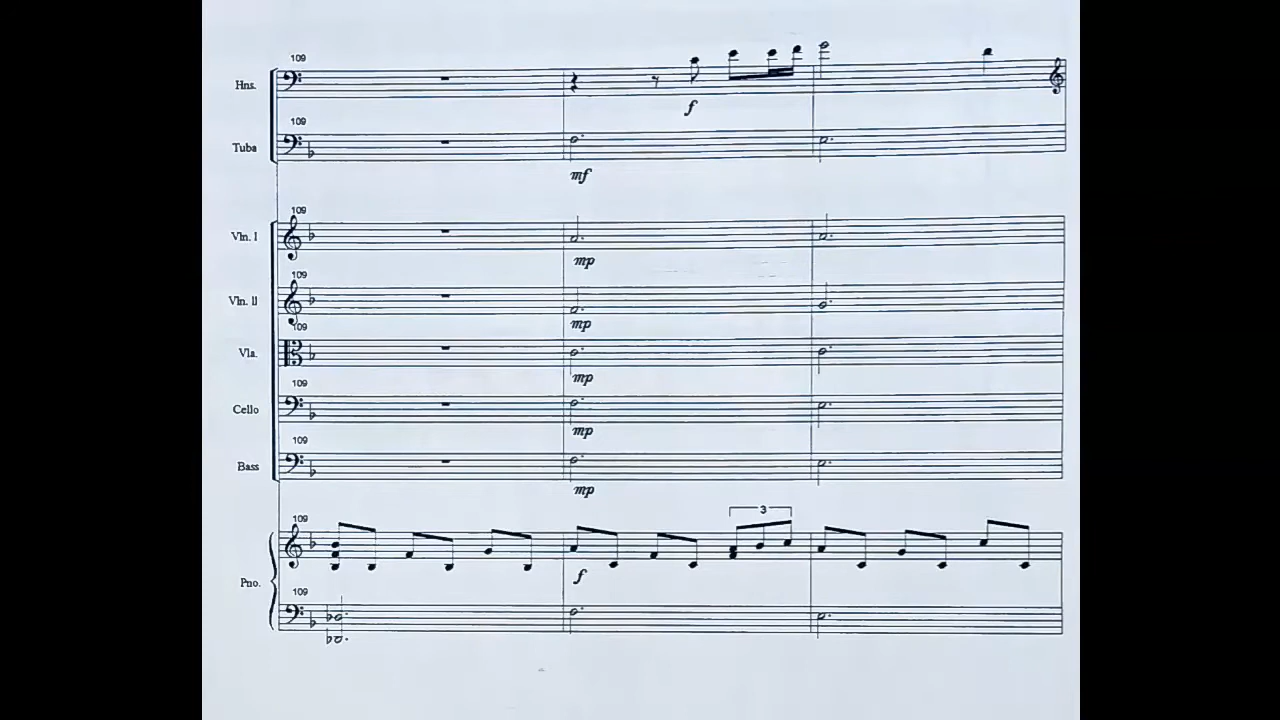 109
Hns.
f
109
Tuba
mf
109
Vln. I
mp
109
Vln. II
mp
109
Vla.
mp
109
Cello
mp
109
Bass
mp
3
109
f
Pno.
109